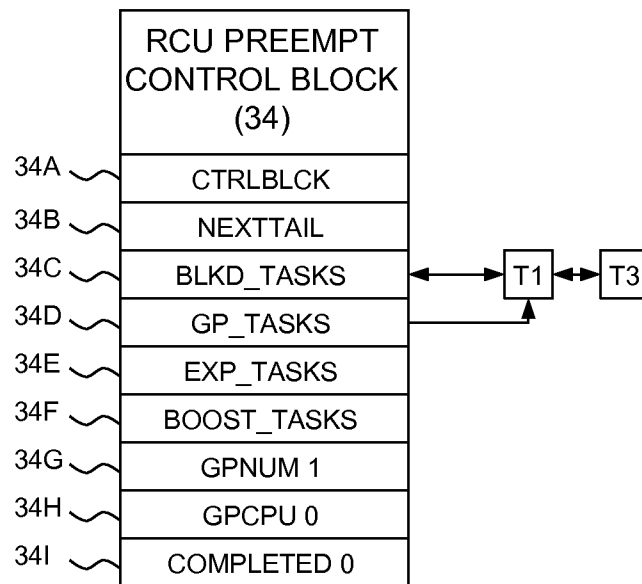 RCU PREEMPT
CONTROL BLOCK
(34)
34A CTRLBLCK
34B NEXTTAIL
34C BLKD_TASKS T1 T3
34D GP_TASKS
34E EXP_TASKS
34F BOOST_TASKS
34G GPNUM 1
34H GPCPU 0
34I COMPLETED 0